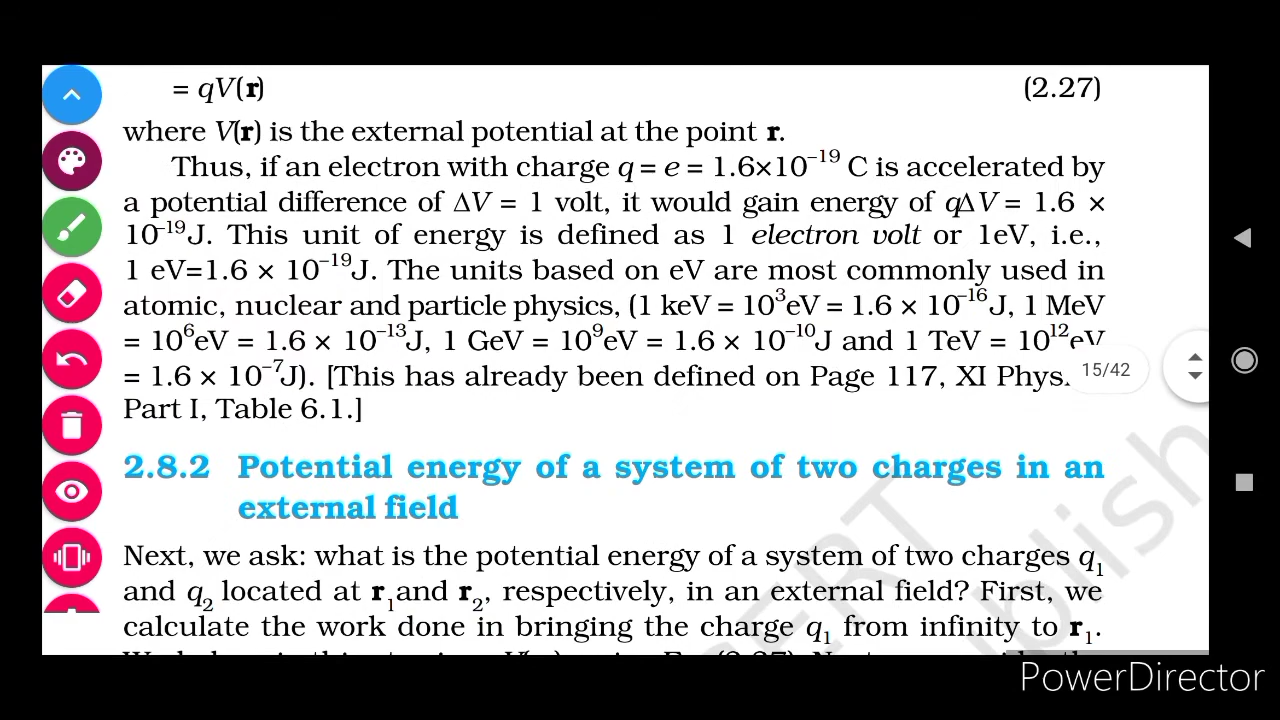 = qV(r) (2.27)
where V(r) is the external potential at the point r.
Thus, if an electron with charge q = e = 1.6×10⁻¹⁹ C is accelerated by
a potential difference of ΔV = 1 volt, it would gain energy of qΔV = 1.6 ×
10⁻¹⁹J. This unit of energy is defined as 1 electron volt or 1eV, i.e.,
1 eV=1.6 × 10⁻¹⁹J. The units based on eV are most commonly used in
atomic, nuclear and particle physics, (1 keV = 10³eV = 1.6 × 10⁻¹⁶J, 1 MeV
= 10⁶eV = 1.6 × 10⁻¹³J, 1 GeV = 10⁹eV = 1.6 × 10⁻¹⁰J and 1 TeV = 10¹²eV
= 1.6 × 10⁻⁷J). [This has already been defined on Page 117, XI
15/42
Part I, Table 6.1.]
2.8.2 Potential energy of a system of two charges in an
external field
Next, we ask: what is the potential energy of a system of two charges q₁
and q₂ located at r₁and r₂, respectively, in an external field? First, we
calculate the work done in bringing the charge q₁ from infinity to r₁.
PowerDirector